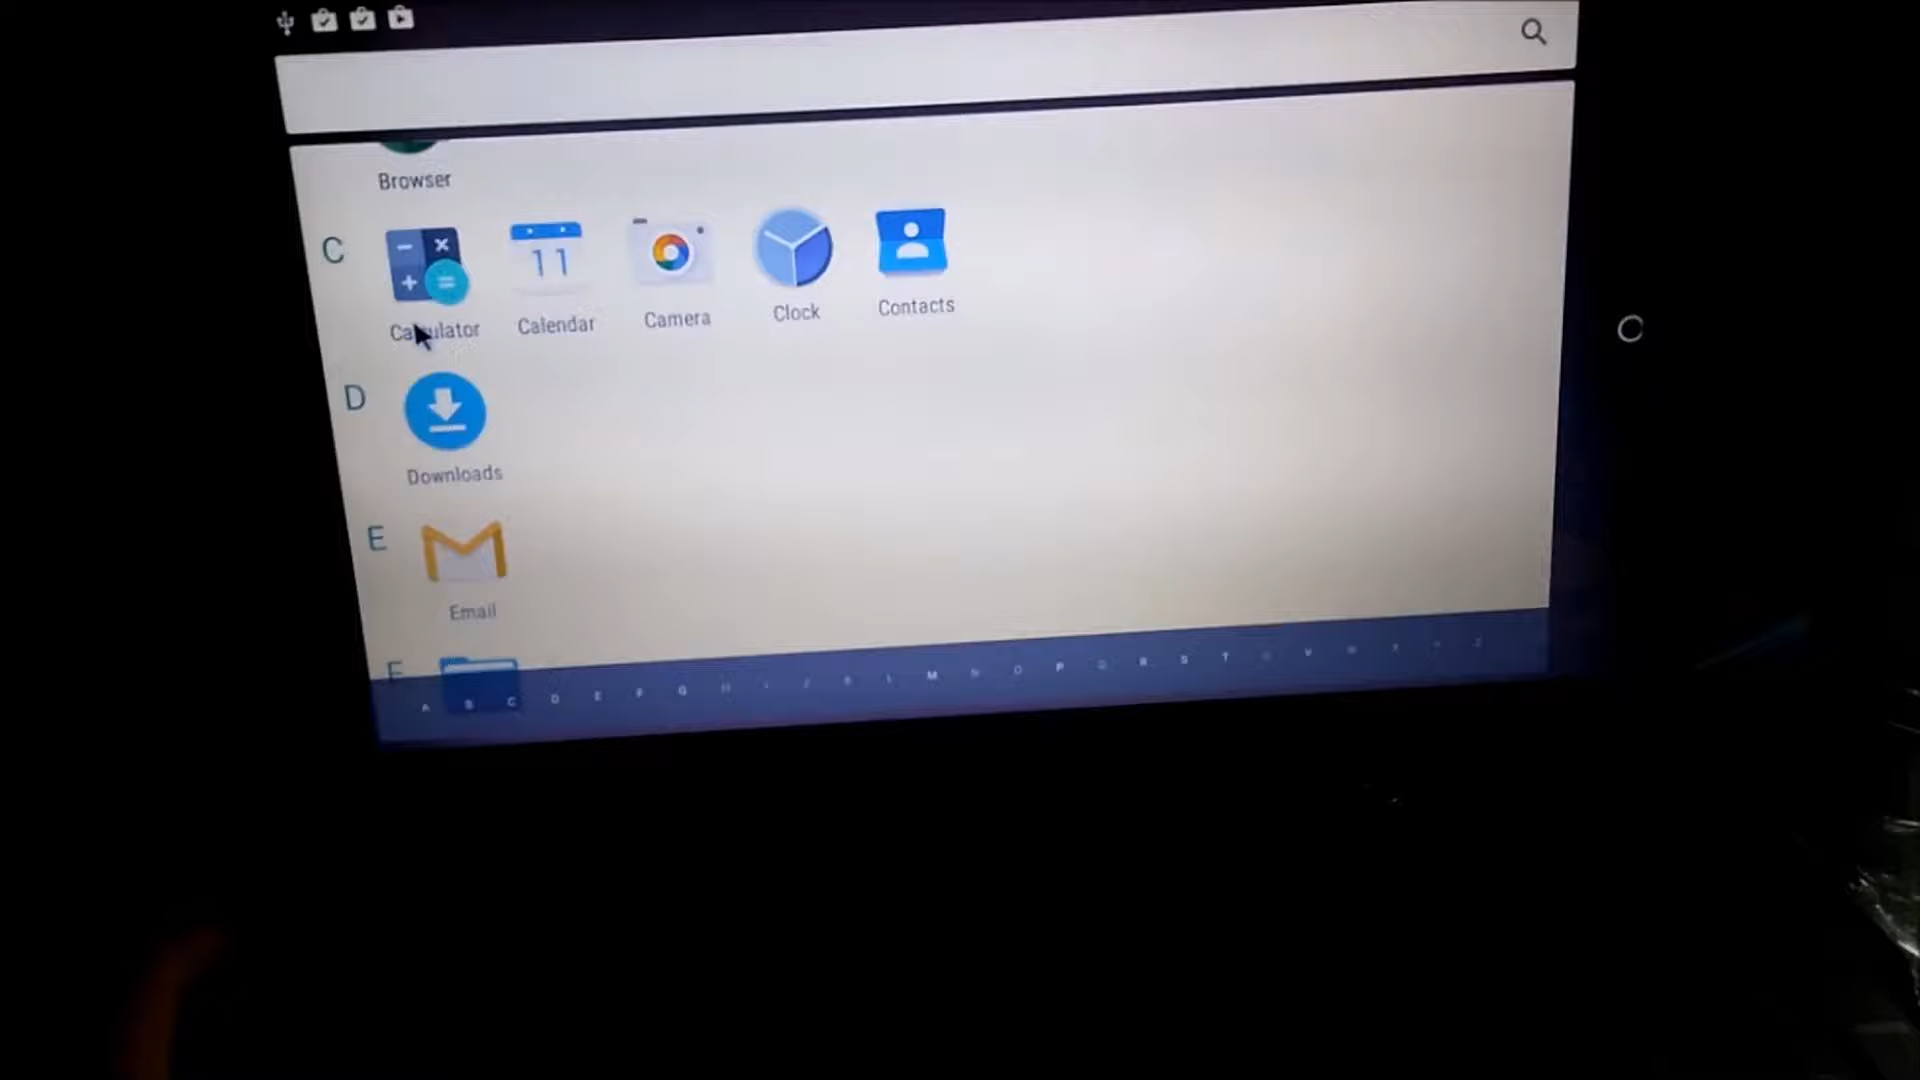 Browser
C
11
Calendar
Camera
Clock
Contacts
Calculator
D
Downloads
E
Email
F
A B C D E F G H I J K L M N O P Q R S T U V W X Y Z